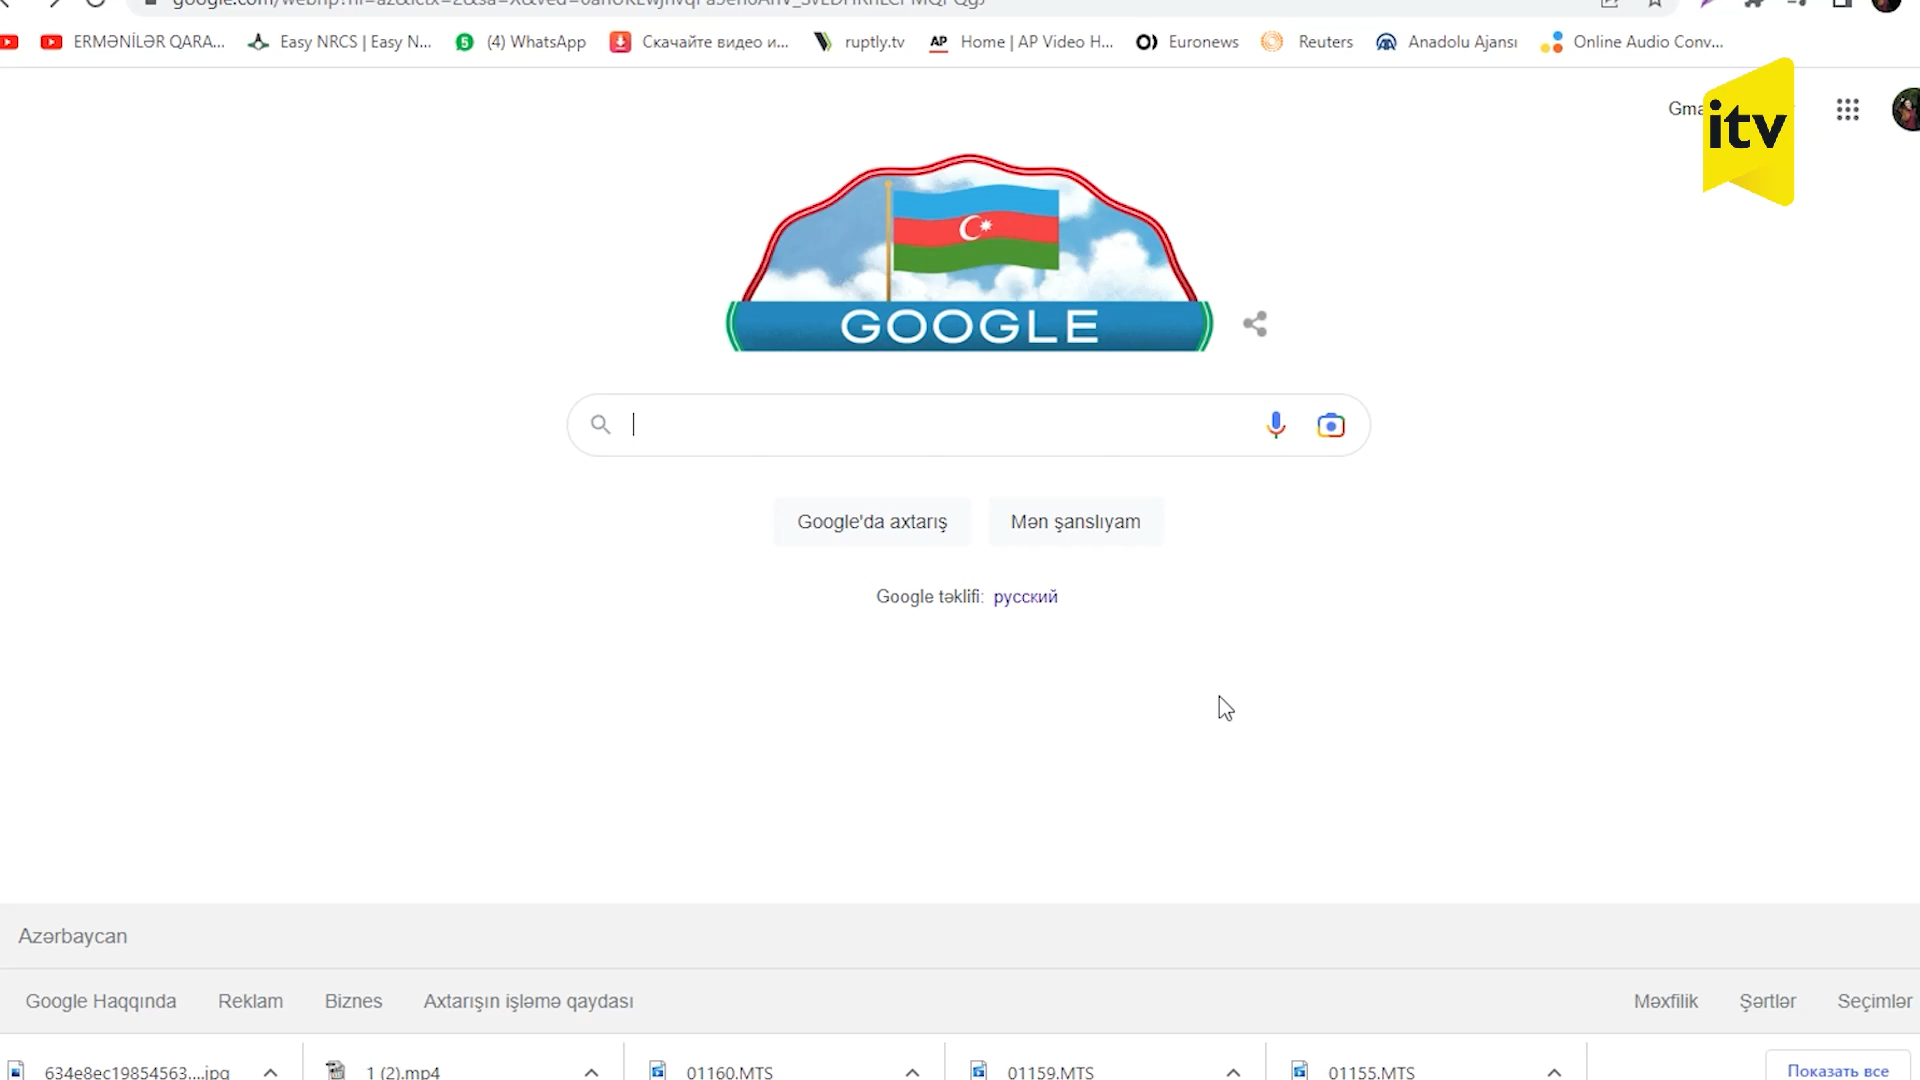 ERMƏNİLƏR QARA... Easy NRCS | Easy N... (4) WhatsApp Скачайте видео и... ruptly.tv AP Home | AP Video H... Euronews Reuters Anadolu Ajansı Online Audio Conv...
itv
GOOGLE
Google'da axtarış Mən şanslıyam
Google təklifi: русский
Azərbaycan
Google Haqqında Reklam Biznes Axtarışın işləmə qaydası Məxfilik Şərtlər Seçimlər
634e8ec19854563....jpg 1 (2).mp4 01160.MTS 01159.MTS 01155.MTS Показать все